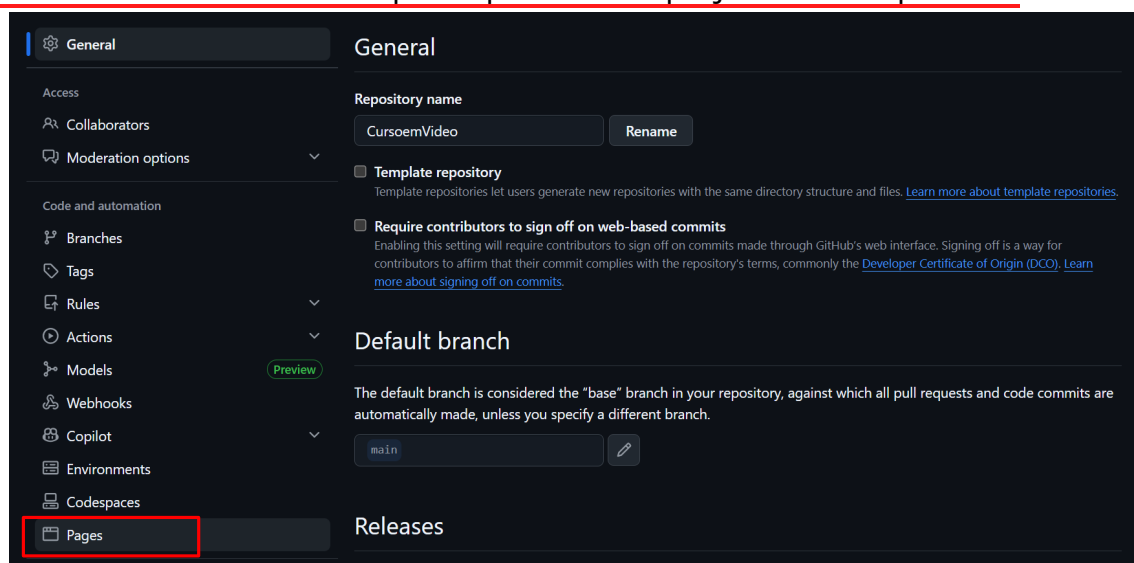 General
Access
Collaborators
Moderation options
Code and automation
Branches
Tags
Rules
Actions
Models Preview
Webhooks
Copilot
Environments
Codespaces
Pages
General
Repository name
CursoemVideo Rename
Template repository
Template repositories let users generate new repositories with the same directory structure and files. Learn more about template repositories.
Require contributors to sign off on web-based commits
Enabling this setting will require contributors to sign off on commits made through GitHub's web interface. Signing off is a way for
contributors to affirm that their commit complies with the repository's terms, commonly the Developer Certificate of Origin (DCO). Learn
more about signing off on commits.
Default branch
The default branch is considered the “base” branch in your repository, against which all pull requests and code commits are
automatically made, unless you specify a different branch.
main
Releases